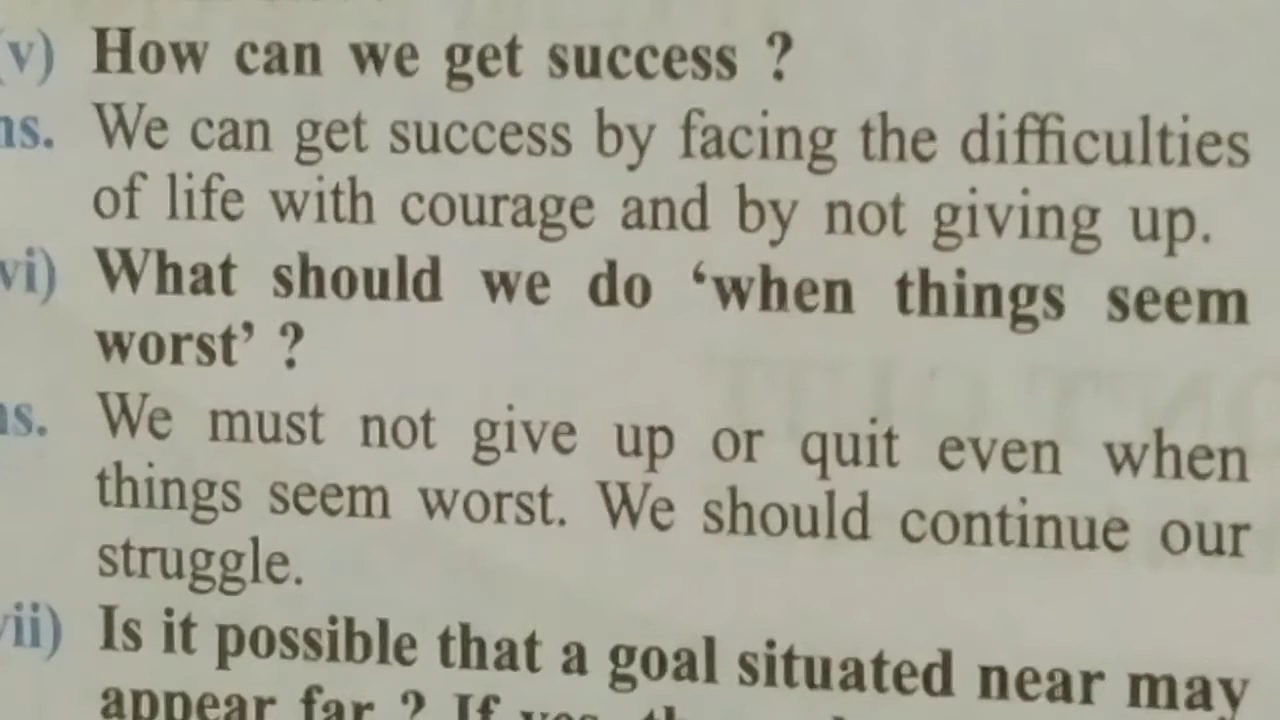 v) How can we get success ?
ns. We can get success by facing the difficulties
of life with courage and by not giving up.
vi) What should we do ‘when things seem
worst’ ?
ns. We must not give up or quit even when
things seem worst. We should continue our
struggle.
vii) Is it possible that a goal situated near may
appear far ? If yes,